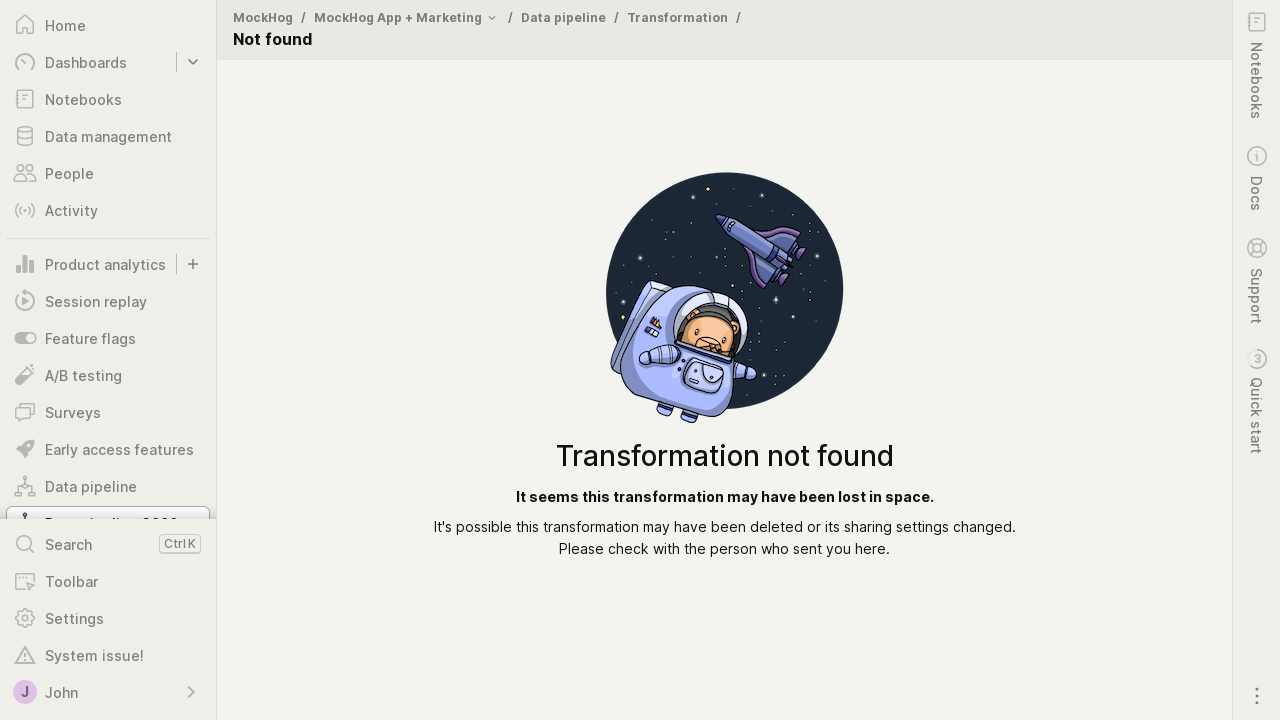 Home
Dashboards
Notebooks
Data management
People
Activity
Product analytics
Session replay
Feature flags
A/B testing
Surveys
Early access features
Data pipeline
Search Ctrl K
Toolbar
Settings
System issue!
J John
MockHog / MockHog App + Marketing / Data pipeline / Transformation /
Not found
Transformation not found
It seems this transformation may have been lost in space.
It's possible this transformation may have been deleted or its sharing settings changed.
Please check with the person who sent you here.
Notebooks
Docs
Support
3 Quick start